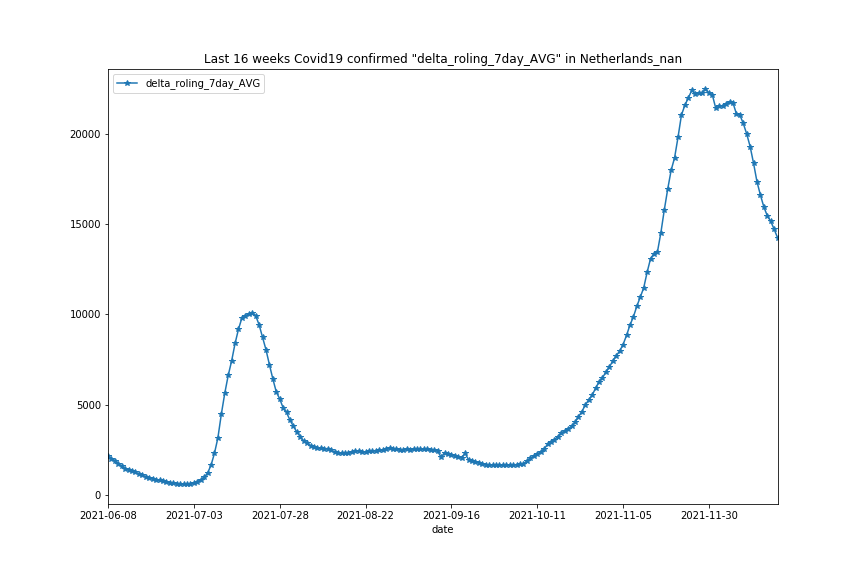 Last 16 weeks Covid19 confirmed "delta_roling_7day_AVG" in Netherlands_nan
delta_roling_7day_AVG
20000
15000
10000
5000
0
2021-06-08 2021-07-03 2021-07-28 2021-08-22 2021-09-16 2021-10-11 2021-11-05 2021-11-30
date